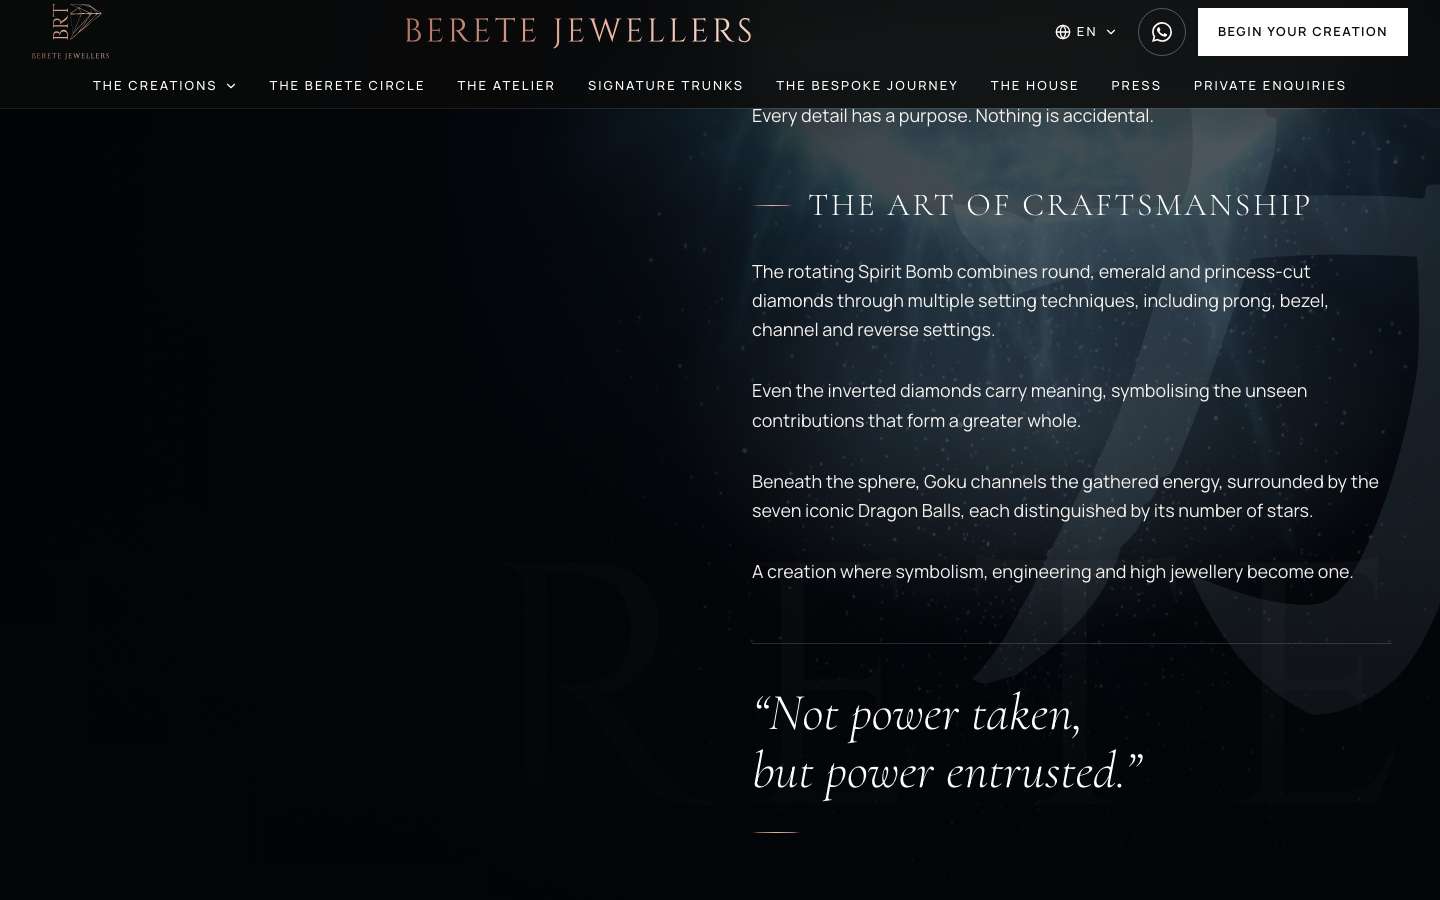 BRT
BERETE JEWELLERS
BERETE JEWELLERS
EN
BEGIN YOUR CREATION
THE CREATIONS
THE BERETE CIRCLE
THE ATELIER
SIGNATURE TRUNKS
THE BESPOKE JOURNEY
THE HOUSE
PRESS
PRIVATE ENQUIRIES
Every detail has a purpose. Nothing is accidental.
THE ART OF CRAFTSMANSHIP
The rotating Spirit Bomb combines round, emerald and princess-cut
diamonds through multiple setting techniques, including prong, bezel,
channel and reverse settings.
Even the inverted diamonds carry meaning, symbolising the unseen
contributions that form a greater whole.
Beneath the sphere, Goku channels the gathered energy, surrounded by the
seven iconic Dragon Balls, each distinguished by its number of stars.
A creation where symbolism, engineering and high jewellery become one.
RETE
“Not power taken,
but power entrusted.”